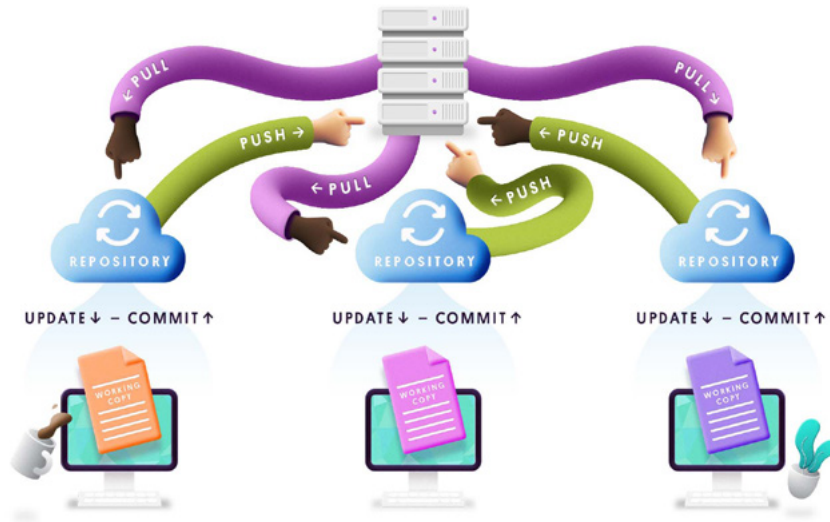 ← PULL
PULL →
PUSH →
← PUSH
← PULL
← PUSH
REPOSITORY
REPOSITORY
REPOSITORY
UPDATE ↓ – COMMIT ↑
UPDATE ↓ – COMMIT ↑
UPDATE ↓ – COMMIT ↑
WORKING
COPY
WORKING
COPY
WORKING
COPY